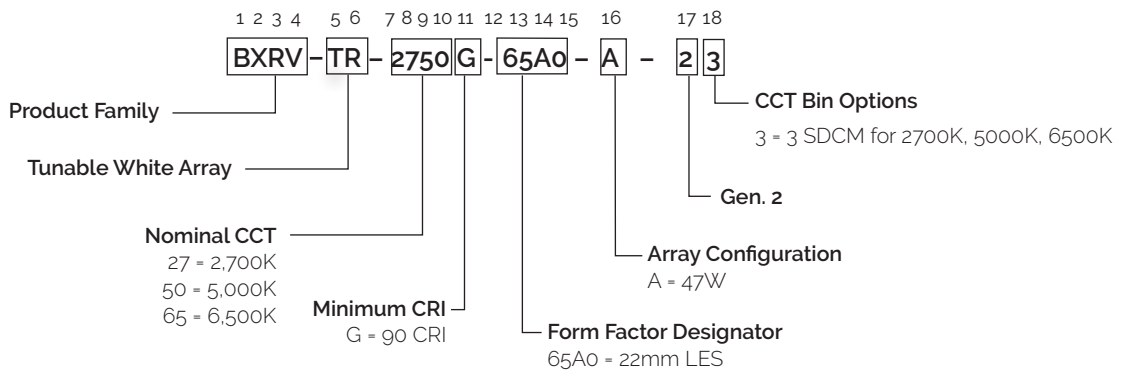 1 2 3 4 5 6 7 8 9 10 11 12 13 14 15 16 17 18
BXRV – TR – 2750 G - 65A0 – A – 2 3
Product Family
Tunable White Array
Nominal CCT
27 = 2,700K
50 = 5,000K
65 = 6,500K
Minimum CRI
G = 90 CRI
Form Factor Designator
65A0 = 22mm LES
Array Configuration
A = 47W
Gen. 2
CCT Bin Options
3 = 3 SDCM for 2700K, 5000K, 6500K